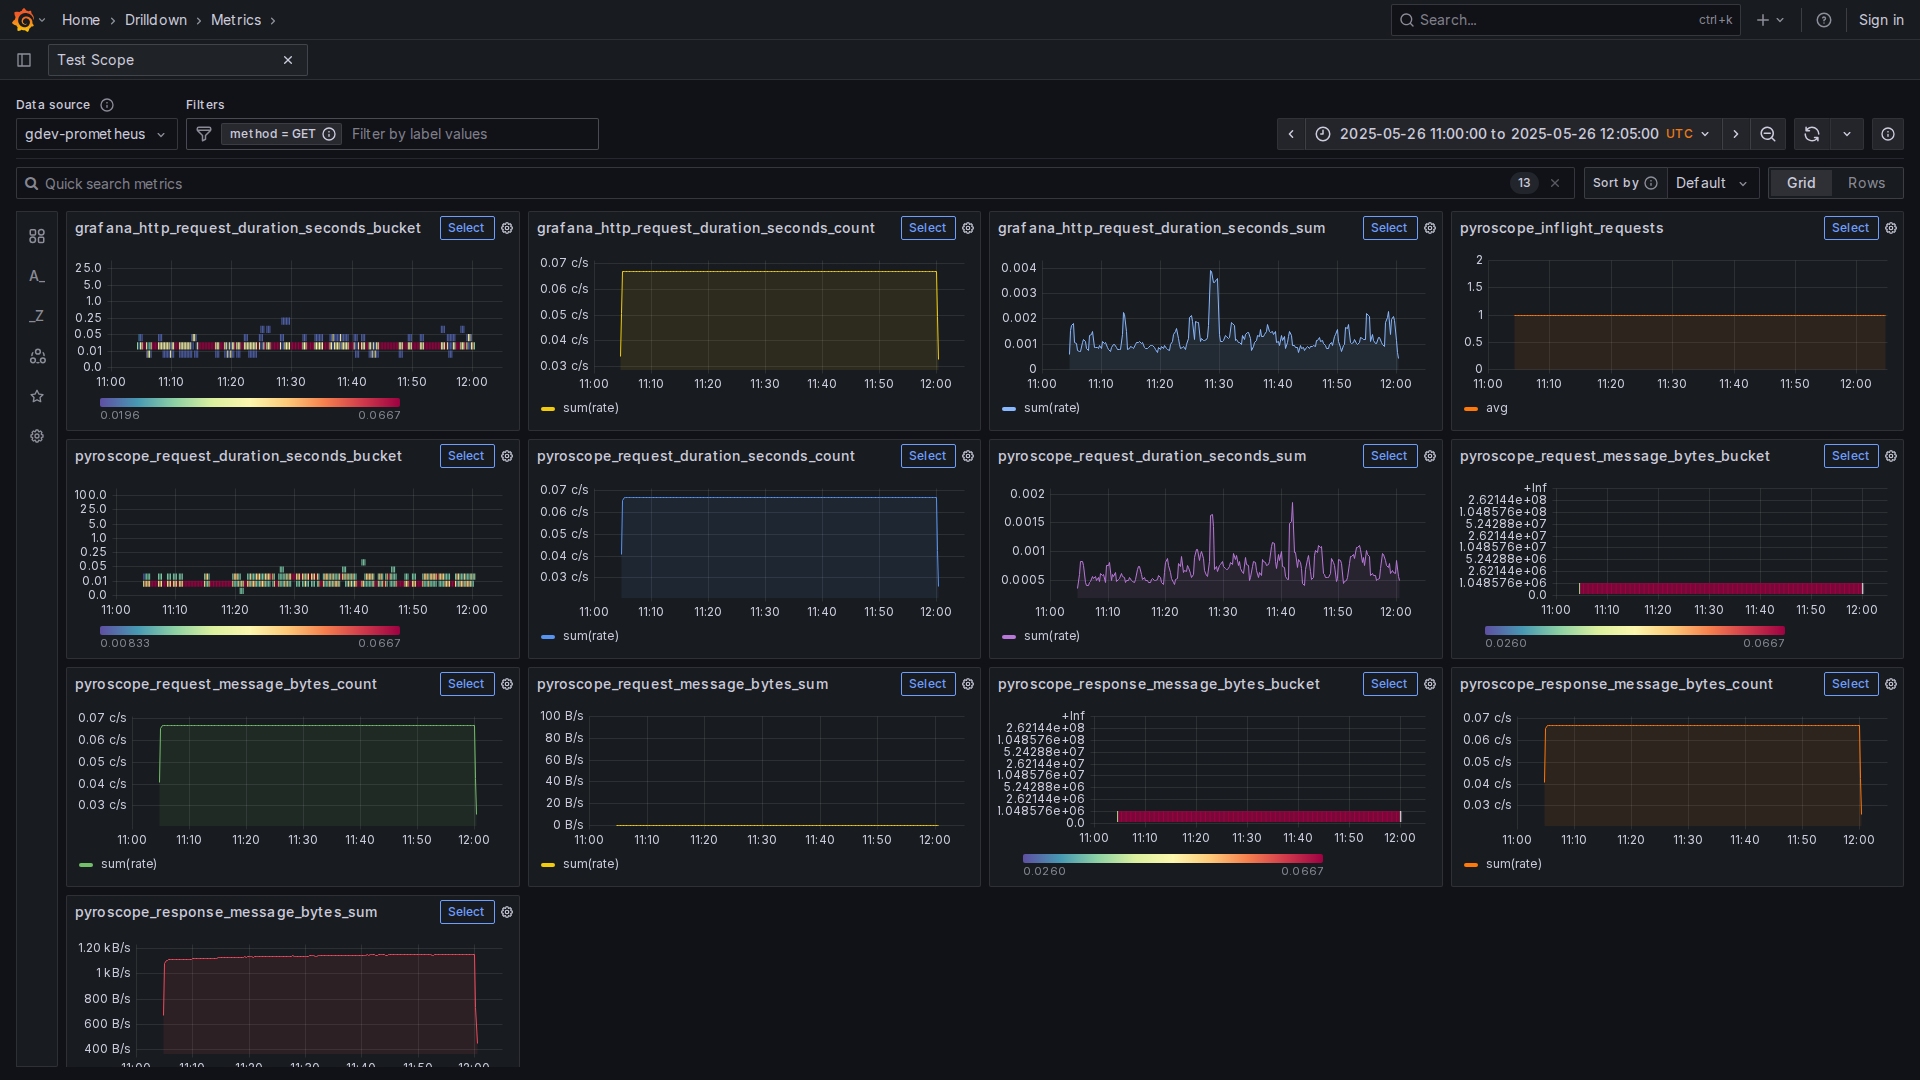 Home › Drilldown › Metrics ›
Search...
ctrl+k
Sign in
Test Scope
Data source
Filters
gdev-prometheus
method = GET
Filter by label values
2025-05-26 11:00:00 to 2025-05-26 12:05:00 UTC
Quick search metrics
13
Sort by
Default
Grid
Rows
A_
_Z
grafana_http_request_duration_seconds_bucket
Select
25.0
5.0
1.0
0.25
0.05
0.01
0.0
11:00 11:10 11:20 11:30 11:40 11:50 12:00
0.0196 0.0667
grafana_http_request_duration_seconds_count
Select
0.07 c/s
0.06 c/s
0.05 c/s
0.04 c/s
0.03 c/s
11:00 11:10 11:20 11:30 11:40 11:50 12:00
sum(rate)
grafana_http_request_duration_seconds_sum
Select
0.004
0.003
0.002
0.001
0
11:00 11:10 11:20 11:30 11:40 11:50 12:00
sum(rate)
pyroscope_inflight_requests
Select
2
1.5
1
0.5
0
11:00 11:10 11:20 11:30 11:40 11:50 12:00
avg
pyroscope_request_duration_seconds_bucket
Select
100.0
25.0
5.0
1.0
0.25
0.05
0.01
0.0
11:00 11:10 11:20 11:30 11:40 11:50 12:00
0.00833 0.0667
pyroscope_request_duration_seconds_count
Select
0.07 c/s
0.06 c/s
0.05 c/s
0.04 c/s
0.03 c/s
11:00 11:10 11:20 11:30 11:40 11:50 12:00
sum(rate)
pyroscope_request_duration_seconds_sum
Select
0.002
0.0015
0.001
0.0005
11:00 11:10 11:20 11:30 11:40 11:50 12:00
sum(rate)
pyroscope_request_message_bytes_bucket
Select
+Inf
2.62144e+08
1.048576e+08
5.24288e+07
2.62144e+07
1.048576e+07
5.24288e+06
2.62144e+06
1.048576e+06
0.0
11:00 11:10 11:20 11:30 11:40 11:50 12:00
0.0260 0.0667
pyroscope_request_message_bytes_count
Select
0.07 c/s
0.06 c/s
0.05 c/s
0.04 c/s
0.03 c/s
11:00 11:10 11:20 11:30 11:40 11:50 12:00
sum(rate)
pyroscope_request_message_bytes_sum
Select
100 B/s
80 B/s
60 B/s
40 B/s
20 B/s
0 B/s
11:00 11:10 11:20 11:30 11:40 11:50 12:00
sum(rate)
pyroscope_response_message_bytes_bucket
Select
+Inf
2.62144e+08
1.048576e+08
5.24288e+07
2.62144e+07
1.048576e+07
5.24288e+06
2.62144e+06
1.048576e+06
0.0
11:00 11:10 11:20 11:30 11:40 11:50 12:00
0.0260 0.0667
pyroscope_response_message_bytes_count
Select
0.07 c/s
0.06 c/s
0.05 c/s
0.04 c/s
0.03 c/s
11:00 11:10 11:20 11:30 11:40 11:50 12:00
sum(rate)
pyroscope_response_message_bytes_sum
Select
1.20 kB/s
1 kB/s
800 B/s
600 B/s
400 B/s
11:00 11:10 11:20 11:30 11:40 11:50 12:00